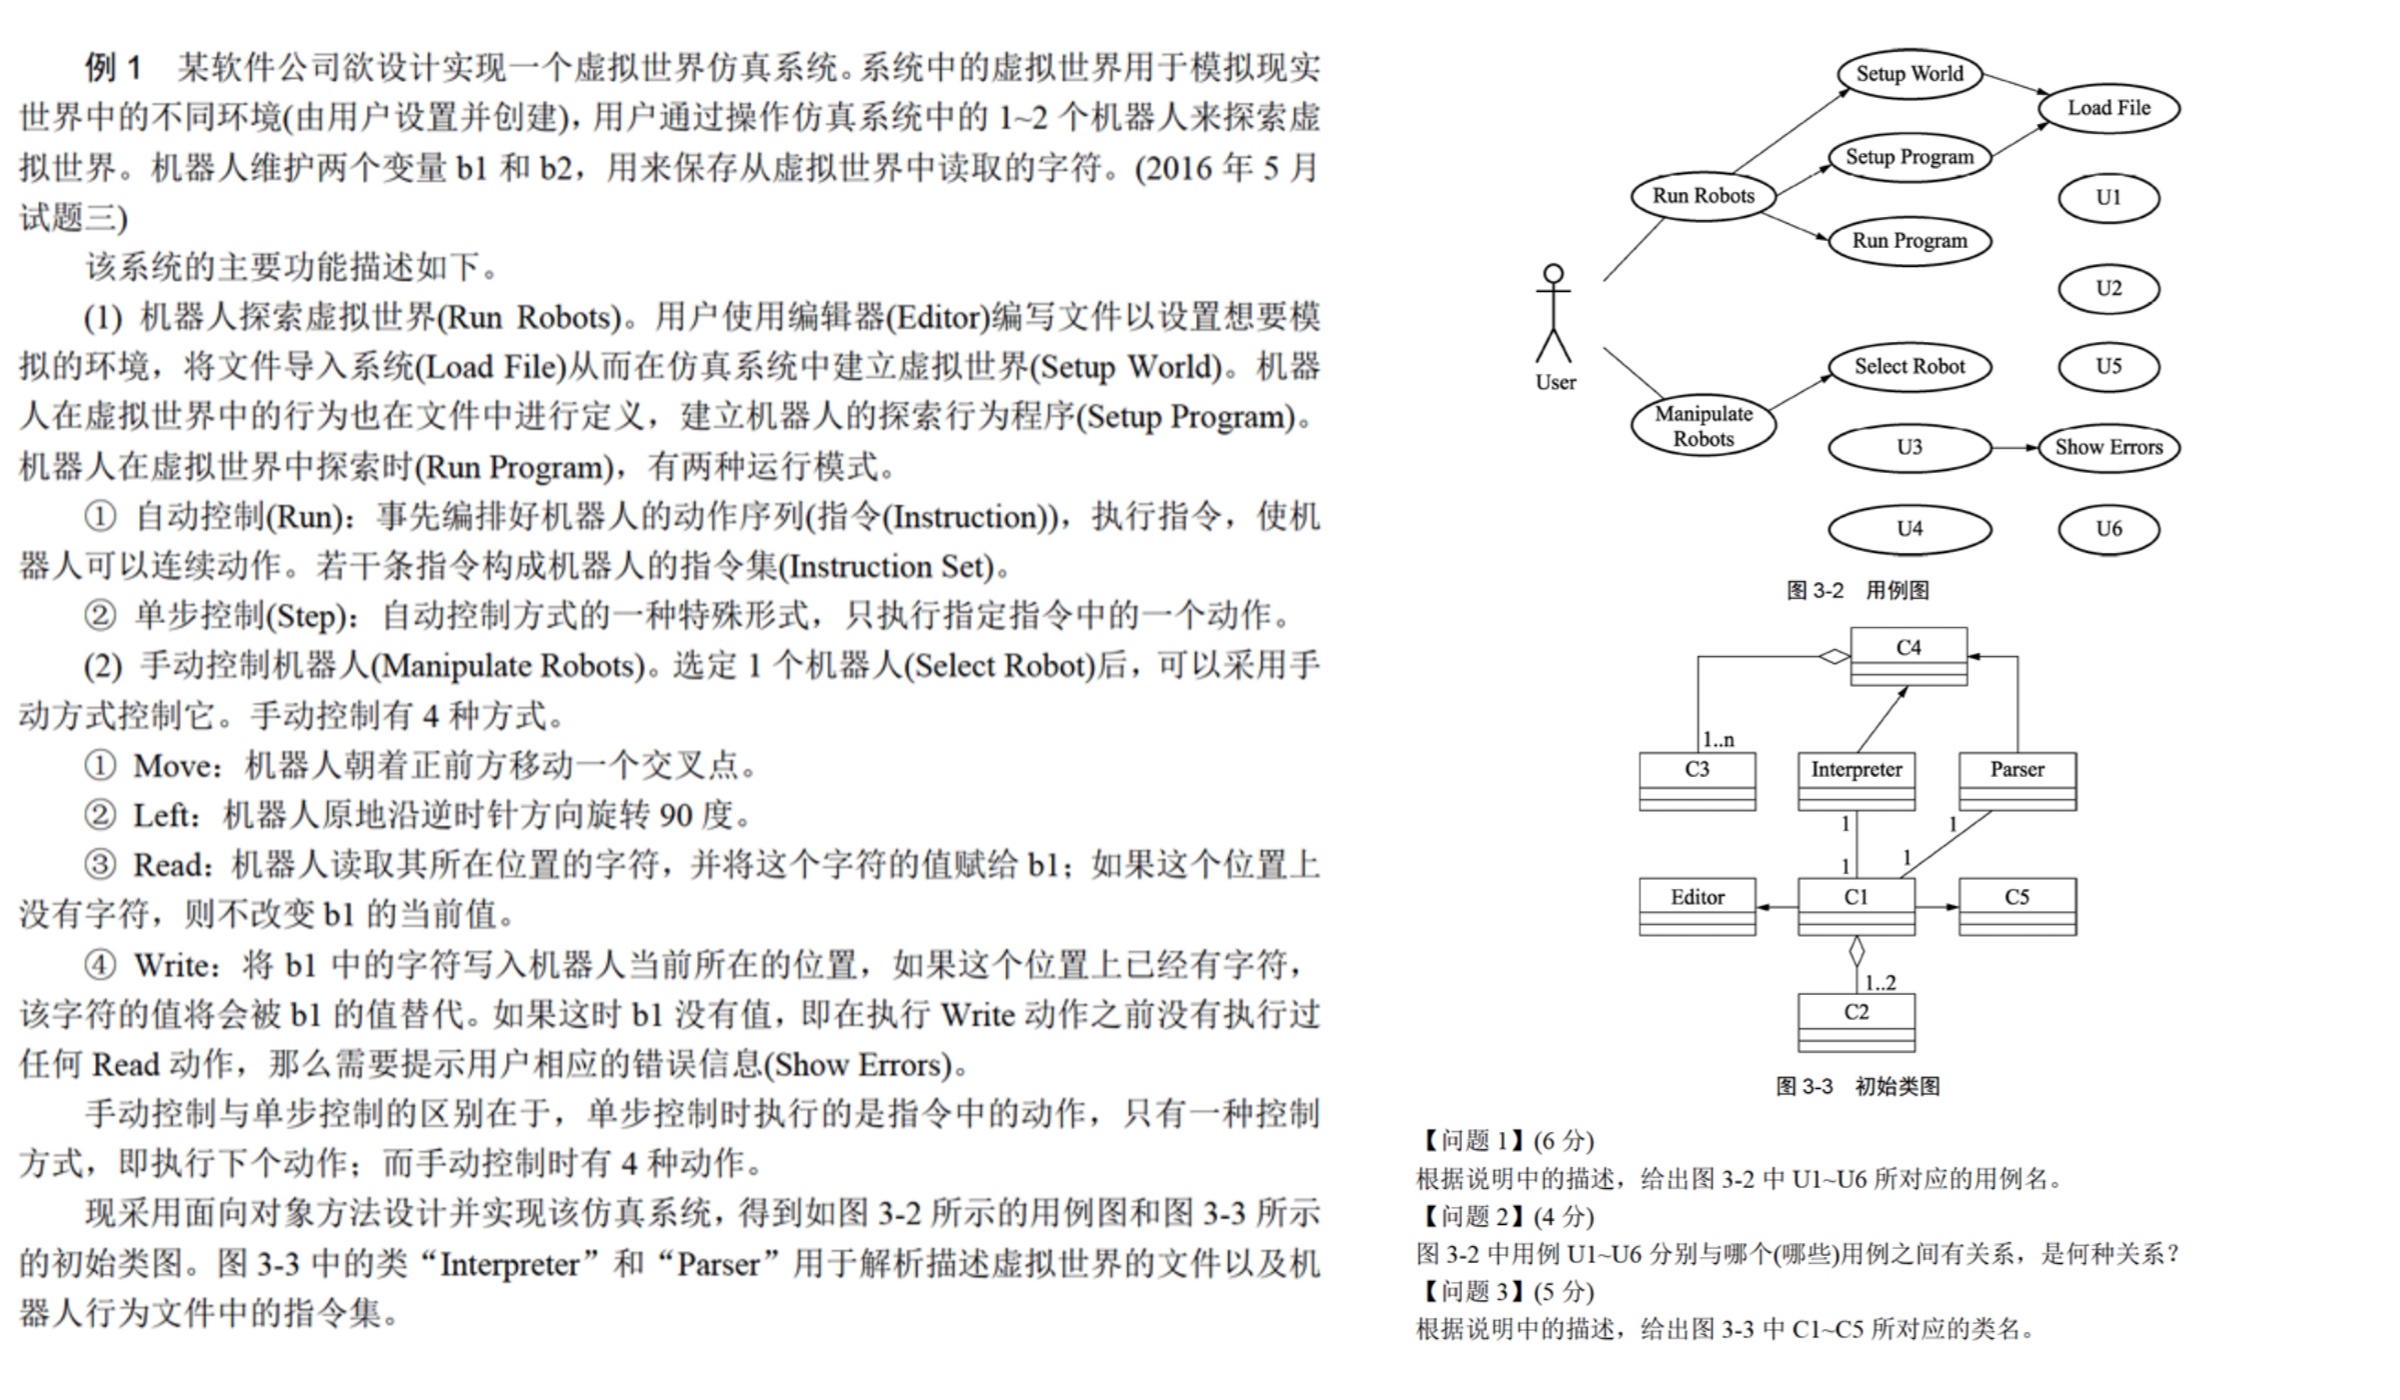 例 1 某软件公司欲设计实现一个虚拟世界仿真系统。系统中的虚拟世界用于模拟现实
世界中的不同环境(由用户设置并创建)，用户通过操作仿真系统中的 1~2 个机器人来探索虚
拟世界。机器人维护两个变量 b1 和 b2，用来保存从虚拟世界中读取的字符。(2016 年 5 月
试题三)
该系统的主要功能描述如下。
(1) 机器人探索虚拟世界(Run Robots)。用户使用编辑器(Editor)编写文件以设置想要模
拟的环境，将文件导入系统(Load File)从而在仿真系统中建立虚拟世界(Setup World)。机器
人在虚拟世界中的行为也在文件中进行定义，建立机器人的探索行为程序(Setup Program)。
机器人在虚拟世界中探索时(Run Program)，有两种运行模式。
① 自动控制(Run)：事先编排好机器人的动作序列(指令(Instruction))，执行指令，使机
器人可以连续动作。若干条指令构成机器人的指令集(Instruction Set)。
② 单步控制(Step)：自动控制方式的一种特殊形式，只执行指定指令中的一个动作。
(2) 手动控制机器人(Manipulate Robots)。选定 1 个机器人(Select Robot)后，可以采用手
动方式控制它。手动控制有 4 种方式。
① Move：机器人朝着正前方移动一个交叉点。
② Left：机器人原地沿逆时针方向旋转 90 度。
③ Read：机器人读取其所在位置的字符，并将这个字符的值赋给 b1；如果这个位置上
没有字符，则不改变 b1 的当前值。
④ Write：将 b1 中的字符写入机器人当前所在的位置，如果这个位置上已经有字符，
该字符的值将会被 b1 的值替代。如果这时 b1 没有值，即在执行 Write 动作之前没有执行过
任何 Read 动作，那么需要提示用户相应的错误信息(Show Errors)。
手动控制与单步控制的区别在于，单步控制时执行的是指令中的动作，只有一种控制
方式，即执行下个动作；而手动控制时有 4 种动作。
现采用面向对象方法设计并实现该仿真系统，得到如图 3-2 所示的用例图和图 3-3 所示
的初始类图。图 3-3 中的类“Interpreter”和“Parser”用于解析描述虚拟世界的文件以及机
器人行为文件中的指令集。
Setup World
Load File
Setup Program
Run Robots
U1
Run Program
U2
User
Select Robot
U5
Manipulate
Robots
U3
Show Errors
U4
U6
图 3-2 用例图
C4
1..n
C3
Interpreter
Parser
1
1
1
1
Editor
C1
C5
1..2
C2
图 3-3 初始类图
【问题 1】(6 分)
根据说明中的描述，给出图 3-2 中 U1~U6 所对应的用例名。
【问题 2】(4 分)
图 3-2 中用例 U1~U6 分别与哪个(哪些)用例之间有关系，是何种关系？
【问题 3】(5 分)
根据说明中的描述，给出图 3-3 中 C1~C5 所对应的类名。